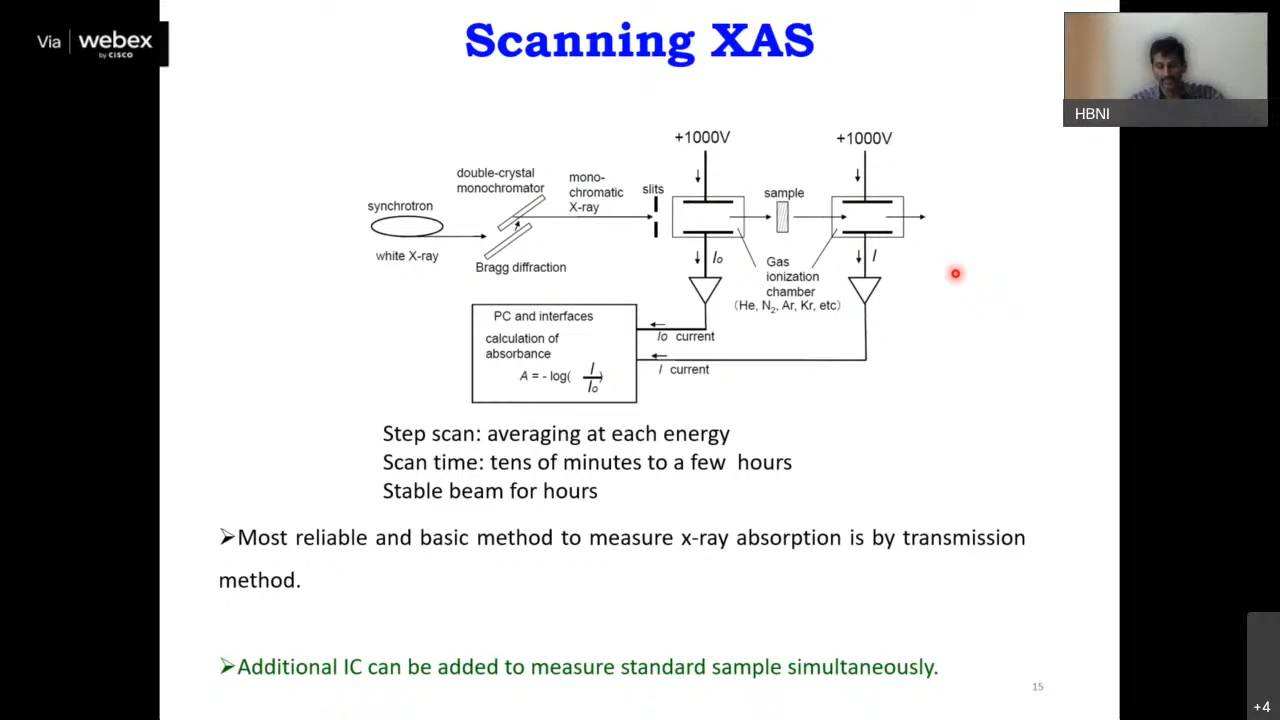 Via webex
by CISCO
Scanning XAS
HBNI
+1000V
+1000V
double-crystal
monochromator
mono-
chromatic
X-ray
slits
sample
synchrotron
white X-ray
Bragg diffraction
Io
I
Gas
ionization
chamber
(He, N2, Ar, Kr, etc)
PC and interfaces
calculation of
absorbance
A = - log( I / Io )
Io current
I current
Step scan: averaging at each energy
Scan time: tens of minutes to a few hours
Stable beam for hours
➢Most reliable and basic method to measure x-ray absorption is by transmission
method.
➢Additional IC can be added to measure standard sample simultaneously.
15
+4